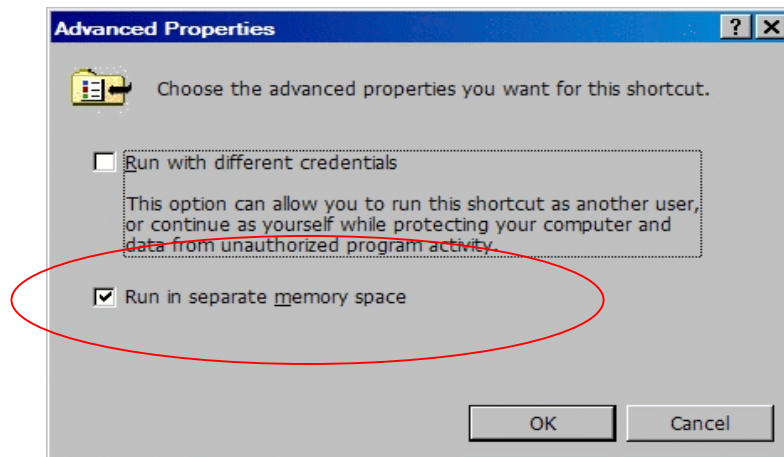 Advanced Properties
Choose the advanced properties you want for this shortcut.
Run with different credentials
This option can allow you to run this shortcut as another user,
or continue as yourself while protecting your computer and
data from unauthorized program activity.
Run in separate memory space
OK Cancel